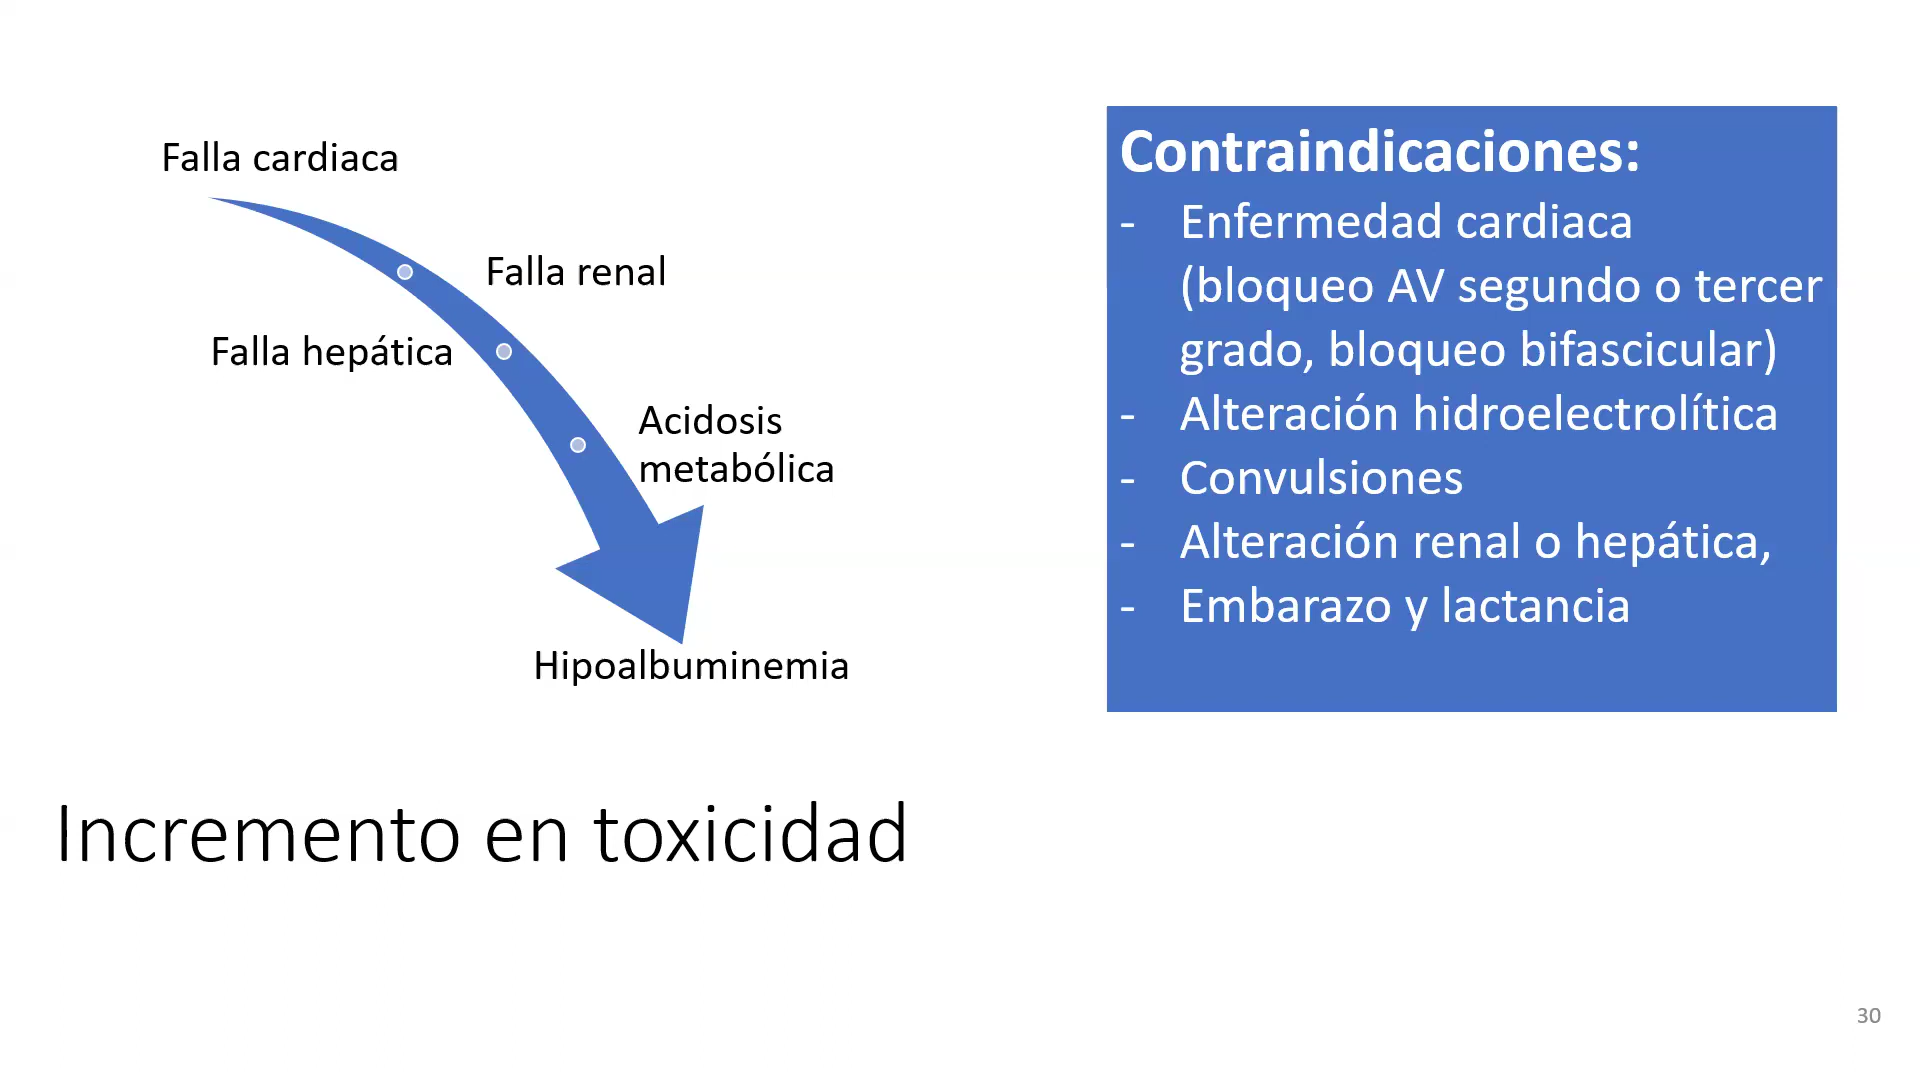 Falla cardiaca
Falla renal
Falla hepática
Acidosis
metabólica
Hipoalbuminemia
Incremento en toxicidad
Contraindicaciones:
- Enfermedad cardiaca
(bloqueo AV segundo o tercer
grado, bloqueo bifascicular)
- Alteración hidroelectrolítica
- Convulsiones
- Alteración renal o hepática,
- Embarazo y lactancia
30